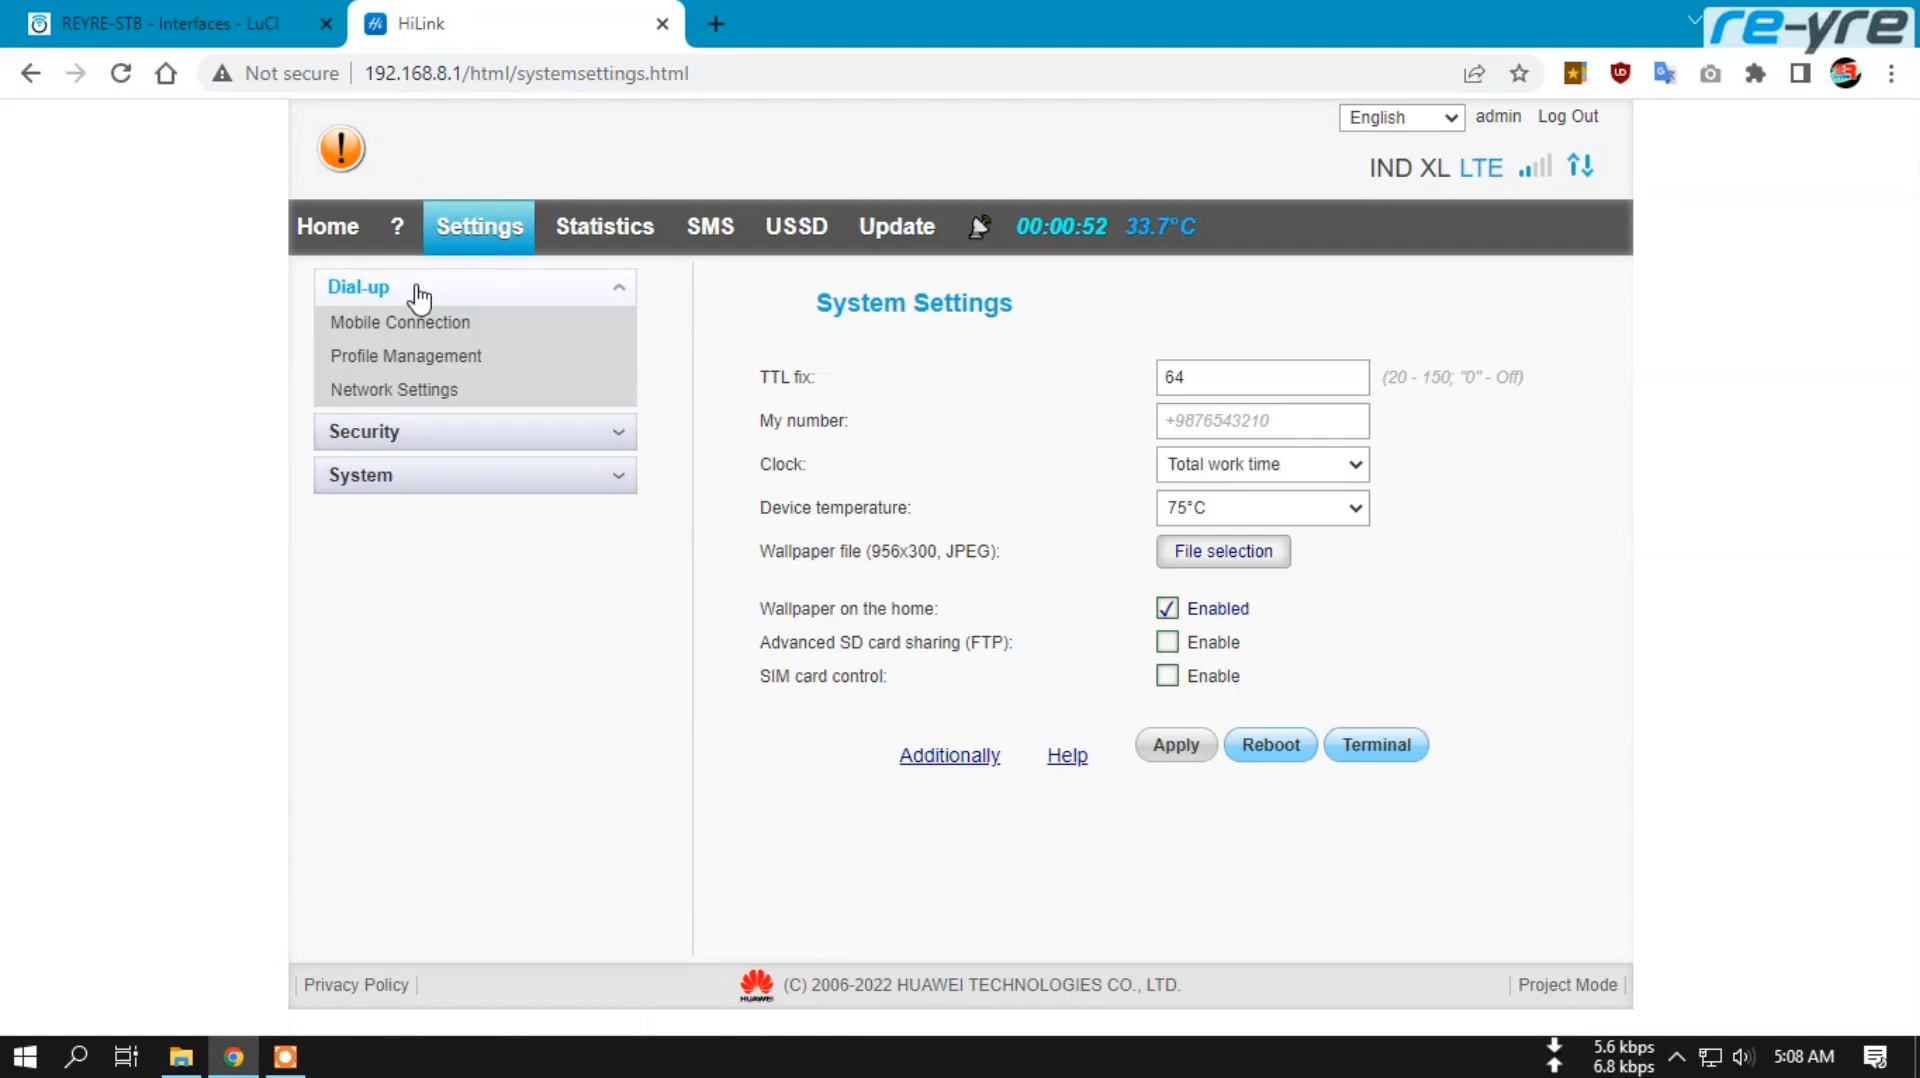 REYRE-STB - Interfaces - LuCI
HiLink
re-yre
Not secure
192.168.8.1/html/systemsettings.html
English
admin
Log Out
IND XL LTE
Home
?
Settings
Statistics
SMS
USSD
Update
00:00:52
33.7°C
Dial-up
Mobile Connection
Profile Management
Network Settings
Security
System
System Settings
TTL fix:
64
(20 - 150; "0" - Off)
My number:
+9876543210
Clock:
Total work time
Device temperature:
75°C
Wallpaper file (956x300, JPEG):
File selection
Wallpaper on the home:
Enabled
Advanced SD card sharing (FTP):
Enable
SIM card control:
Enable
Additionally
Help
Apply
Reboot
Terminal
Privacy Policy
HUAWEI
(C) 2006-2022 HUAWEI TECHNOLOGIES CO., LTD.
Project Mode
5.6 kbps
6.8 kbps
5:08 AM